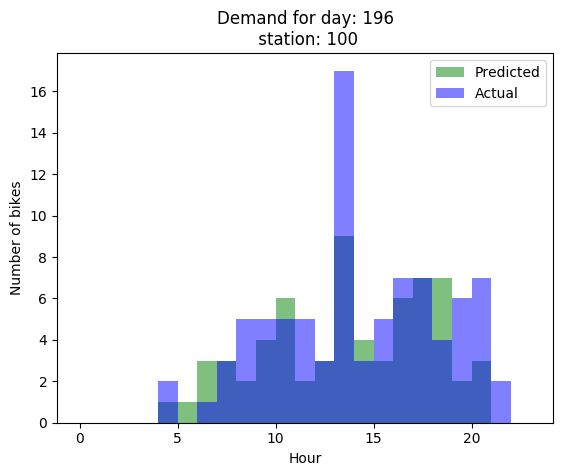 Demand for day: 196
station: 100
Predicted
Actual
Number of bikes
16
14
12
10
8
6
4
2
0
0
5
10
15
20
Hour